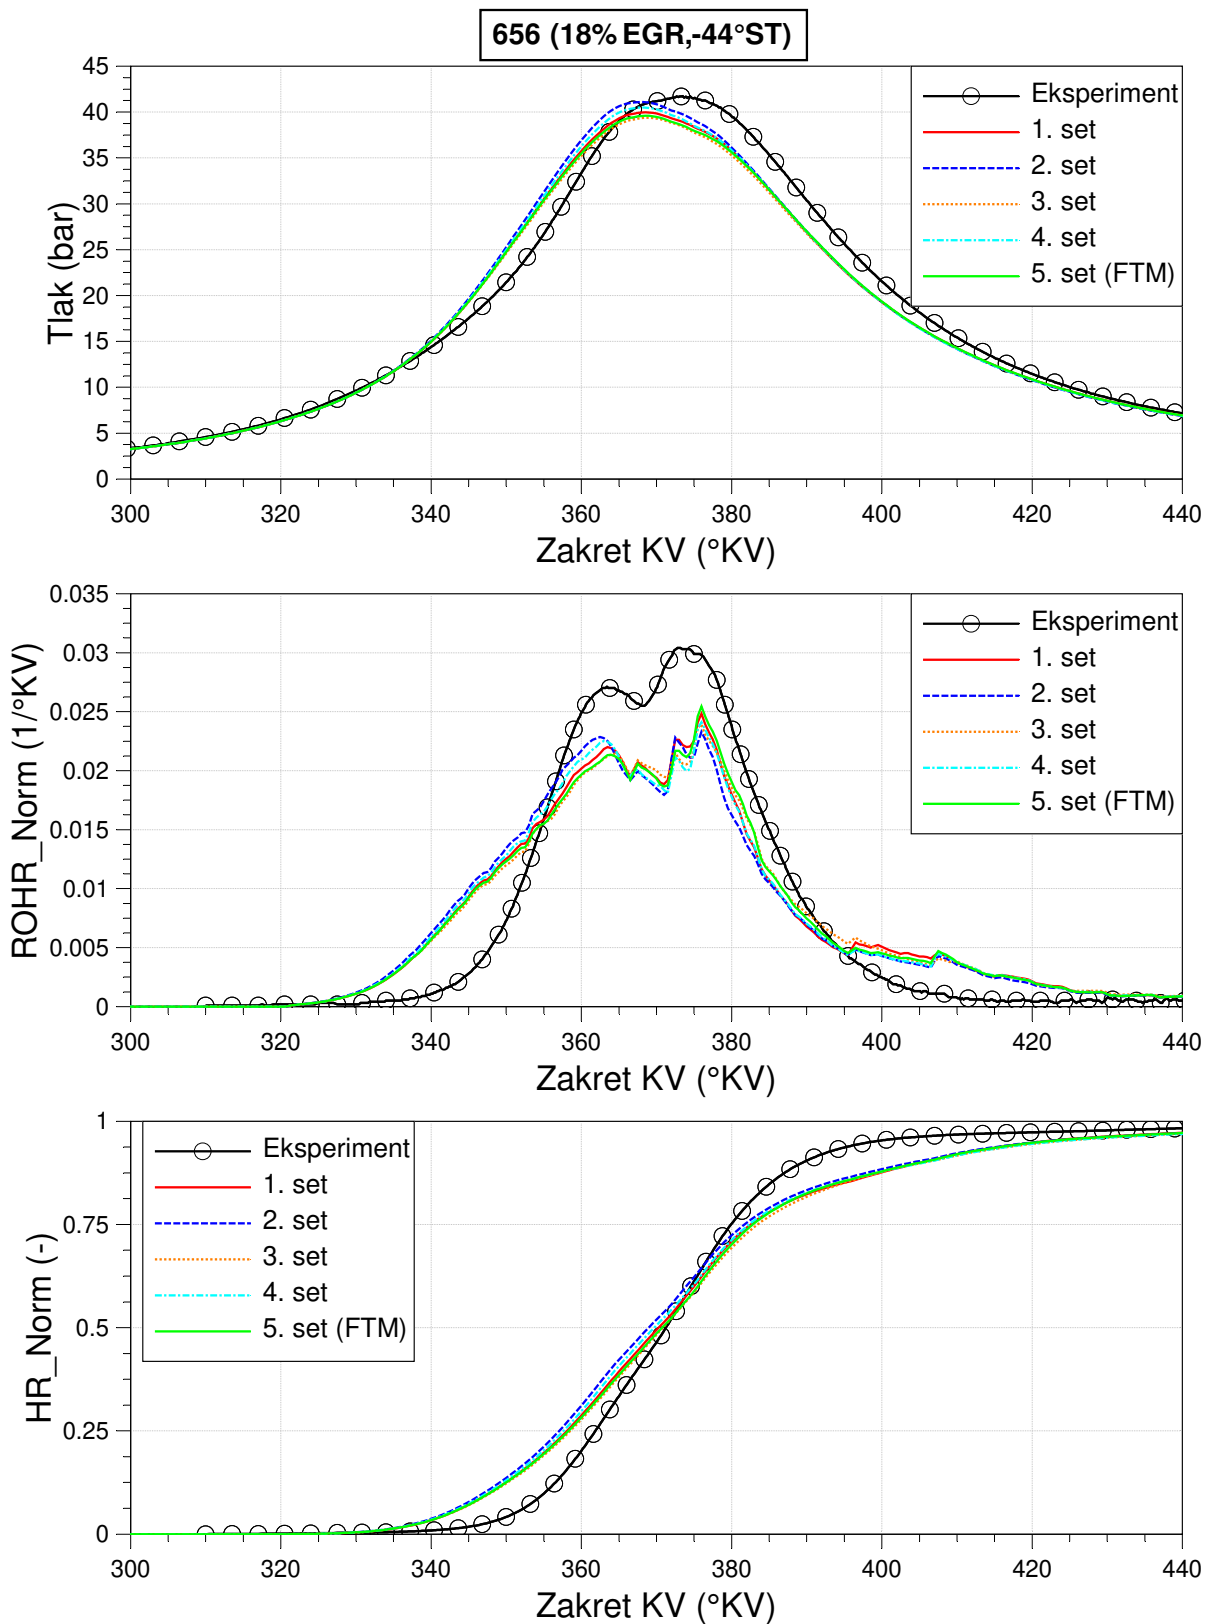 656 (18% EGR,-44°ST)
45
40
35
30
25
20
15
10
5
0
Tlak (bar)
Eksperiment
1. set
2. set
3. set
4. set
5. set (FTM)
300 320 340 360 380 400 420 440
Zakret KV (°KV)
0.035
0.03
0.025
0.02
0.015
0.01
0.005
0
ROHR_Norm (1/°KV)
Eksperiment
1. set
2. set
3. set
4. set
5. set (FTM)
300 320 340 360 380 400 420 440
Zakret KV (°KV)
1
0.75
0.5
0.25
0
HR_Norm (-)
Eksperiment
1. set
2. set
3. set
4. set
5. set (FTM)
300 320 340 360 380 400 420 440
Zakret KV (°KV)